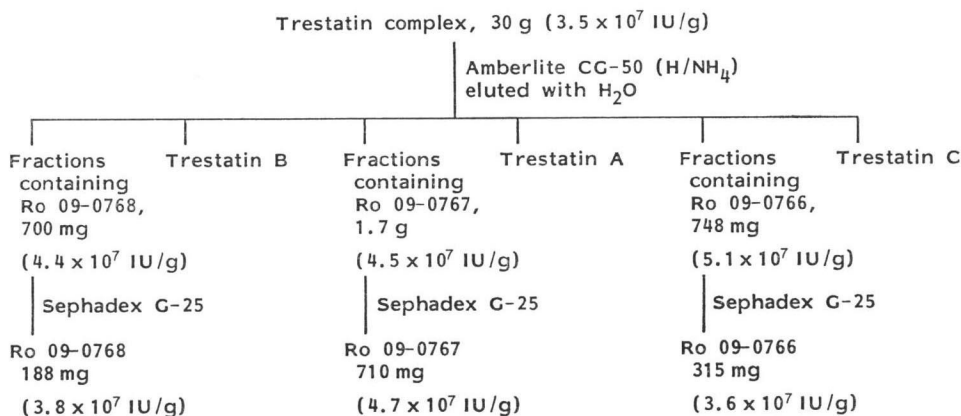 Trestatin complex, 30 g (3.5 x 10⁷ IU/g)
Amberlite CG-50 (H/NH₄)
eluted with H₂O
Fractions
containing
Ro 09-0768,
700 mg
(4.4 x 10⁷ IU/g)
Trestatin B
Fractions
containing
Ro 09-0767,
1.7 g
(4.5 x 10⁷ IU/g)
Trestatin A
Fractions
containing
Ro 09-0766,
748 mg
(5.1 x 10⁷ IU/g)
Trestatin C
Sephadex G-25
Sephadex G-25
Sephadex G-25
Ro 09-0768
188 mg
(3.8 x 10⁷ IU/g)
Ro 09-0767
710 mg
(4.7 x 10⁷ IU/g)
Ro 09-0766
315 mg
(3.6 x 10⁷ IU/g)